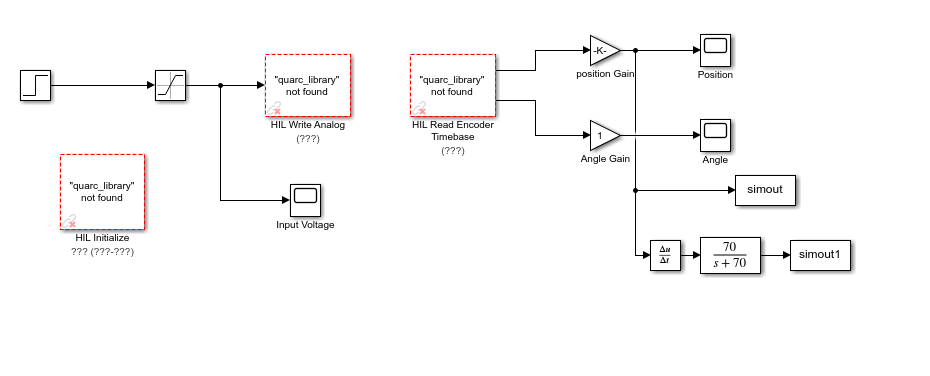 "quarc_library"
not found
HIL Write Analog
(???)
"quarc_library"
not found
HIL Initialize
??? (???-???)
Input Voltage
"quarc_library"
not found
HIL Read Encoder
Timebase
(???)
-K-
position Gain
Position
1
Angle Gain
Angle
simout
Δu
Δt
70
s + 70
simout1